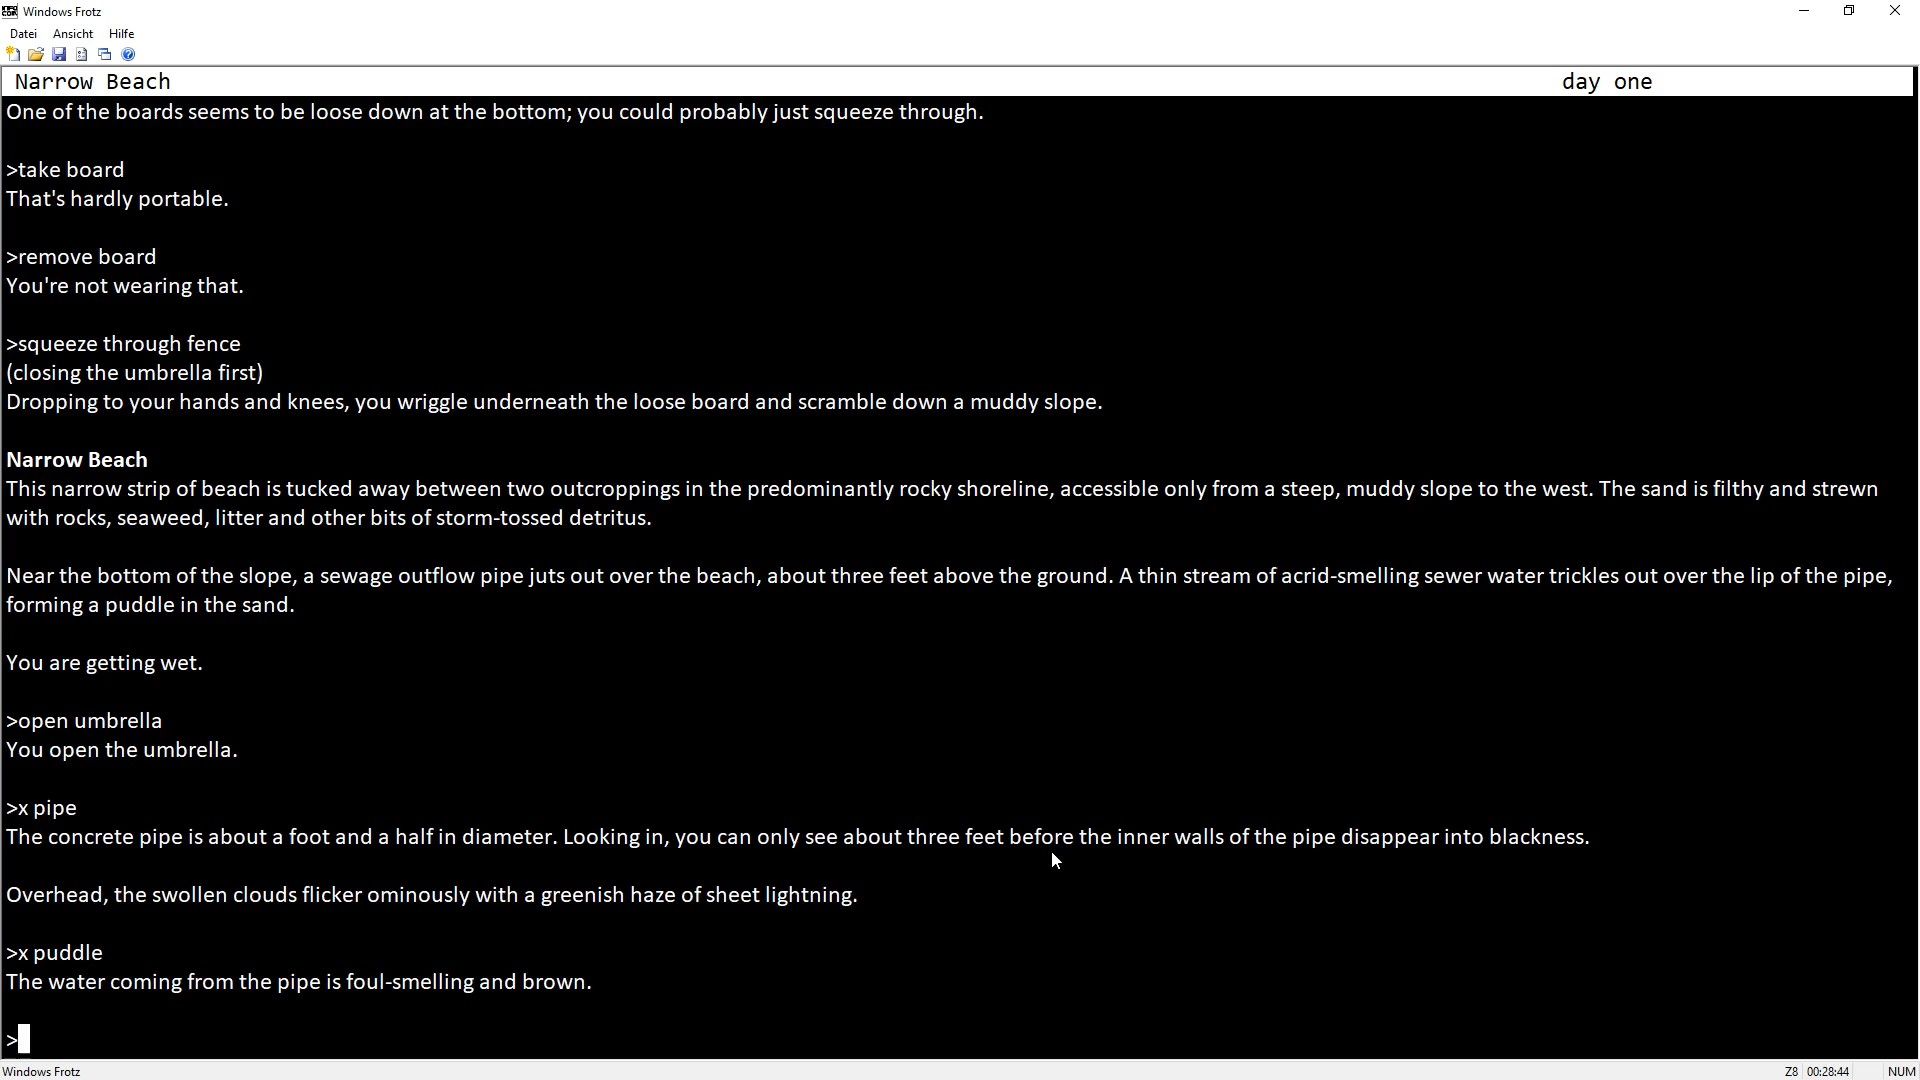 Windows Frotz
Datei Ansicht Hilfe
Narrow Beach day one
One of the boards seems to be loose down at the bottom; you could probably just squeeze through.
>take board
That's hardly portable.
>remove board
You're not wearing that.
>squeeze through fence
(closing the umbrella first)
Dropping to your hands and knees, you wriggle underneath the loose board and scramble down a muddy slope.
Narrow Beach
This narrow strip of beach is tucked away between two outcroppings in the predominantly rocky shoreline, accessible only from a steep, muddy slope to the west. The sand is filthy and strewn
with rocks, seaweed, litter and other bits of storm-tossed detritus.
Near the bottom of the slope, a sewage outflow pipe juts out over the beach, about three feet above the ground. A thin stream of acrid-smelling sewer water trickles out over the lip of the pipe,
forming a puddle in the sand.
You are getting wet.
>open umbrella
You open the umbrella.
>x pipe
The concrete pipe is about a foot and a half in diameter. Looking in, you can only see about three feet before the inner walls of the pipe disappear into blackness.
Overhead, the swollen clouds flicker ominously with a greenish haze of sheet lightning.
>x puddle
The water coming from the pipe is foul-smelling and brown.
>
Windows Frotz Z8 00:28:44 NUM